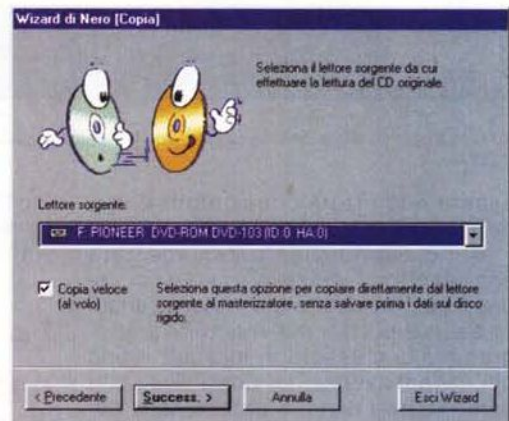 Wizard di Nero [Copia]
Seleziona il lettore sorgente da cui
effettuare la lettura del CD originale.
Lettore sorgente:
F: PIONEER DVD-ROM DVD-103 (ID:0, HA:0)
Copia veloce
(al volo)
Seleziona questa opzione per copiare direttamente dal lettore
sorgente al masterizzatore, senza salvare prima i dati sul disco
rigido.
< Precedente
Success. >
Annulla
Esci Wizard